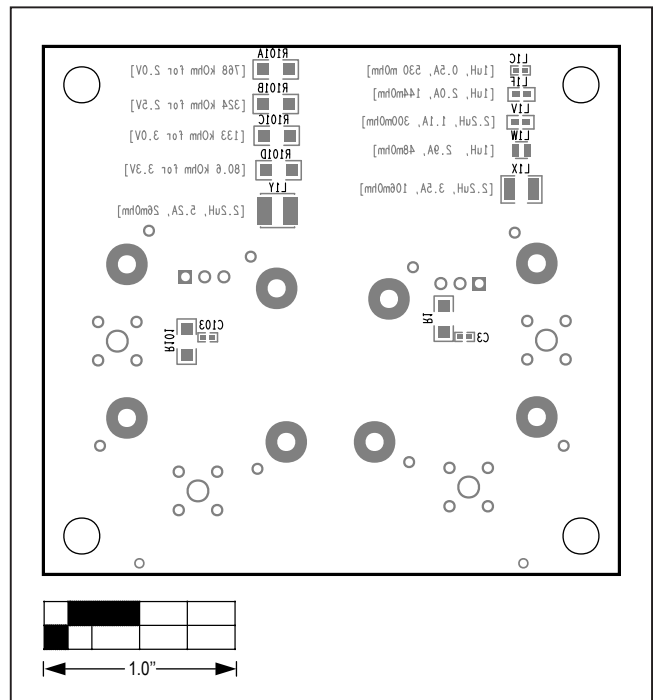 R101A
[768 kOhm for 2.0V]
R101B
[324 kOhm for 2.5V]
R101C
[133 kOhm for 3.0V]
R101D
[80.6 kOhm for 3.3V]
L1Y
[2.2uH, 5.2A, 26mOhm]
L1C
[1uH, 0.5A, 530 mOhm]
L1F
[1uH, 2.0A, 144mOhm]
L1V
[2.2uH, 1.1A, 300mOhm]
L1W
[1uH, 2.9A, 48mOhm]
L1X
[2.2uH, 3.5A, 106mOhm]
R101
C103
R1
C3
1.0”